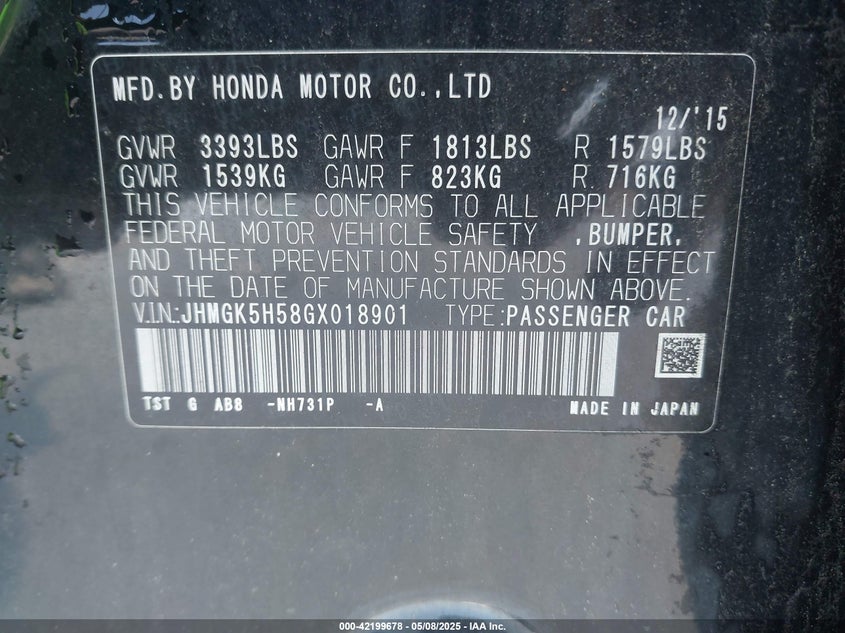 MFD.BY HONDA MOTOR CO.,LTD
12/'15
GVWR 3393LBS GAWR F 1813LBS R 1579LBS
GVWR 1539KG GAWR F 823KG R 716KG
THIS VEHICLE CONFORMS TO ALL APPLICABLE
FEDERAL MOTOR VEHICLE SAFETY ,BUMPER,
AND THEFT PREVENTION STANDARDS IN EFFECT
ON THE DATE OF MANUFACTURE SHOWN ABOVE.
V.I.N.:JHMGK5H58GX018901 TYPE:PASSENGER CAR
TST G AB8 -NH731P -A MADE IN JAPAN
000-42199678 - 05/08/2025 - IAA Inc.